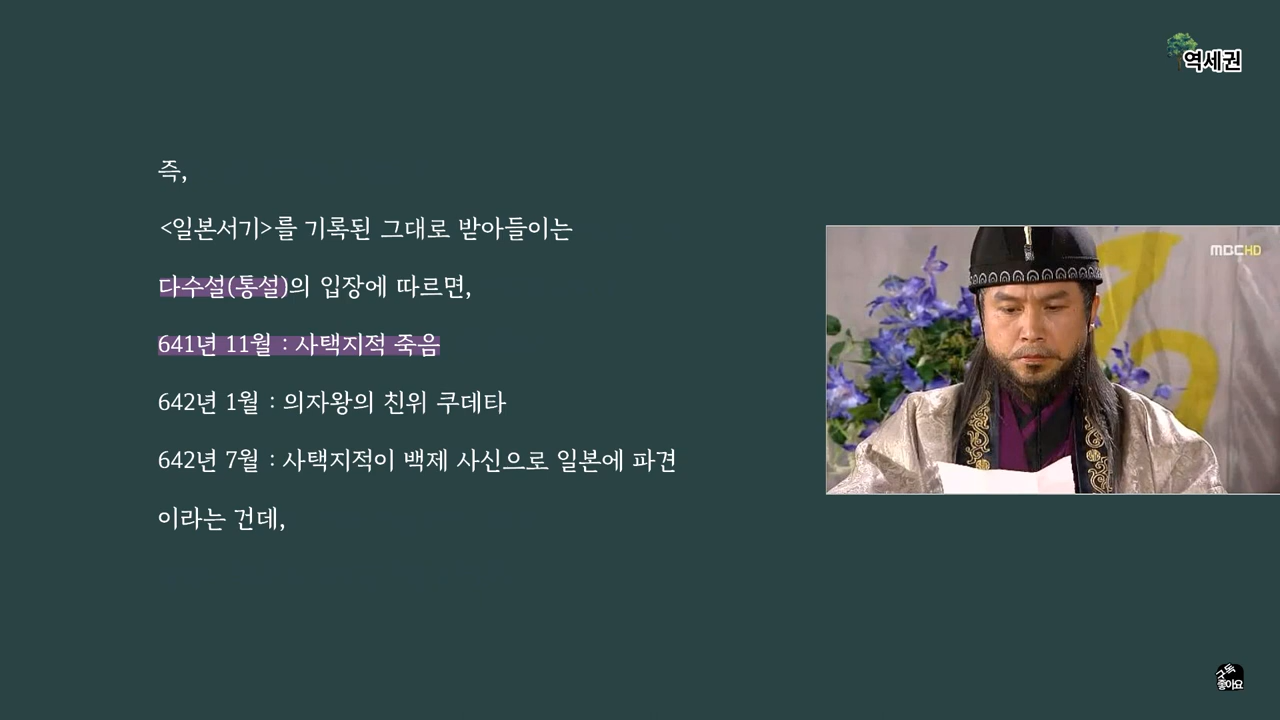 역세권
즉,
<일본서기>를 기록된 그대로 받아들이는
다수설(통설)의 입장에 따르면,
641년 11월 : 사택지적 죽음
642년 1월 : 의자왕의 친위 쿠데타
642년 7월 : 사택지적이 백제 사신으로 일본에 파견
이라는 건데,
MBC HD
구독
좋아요